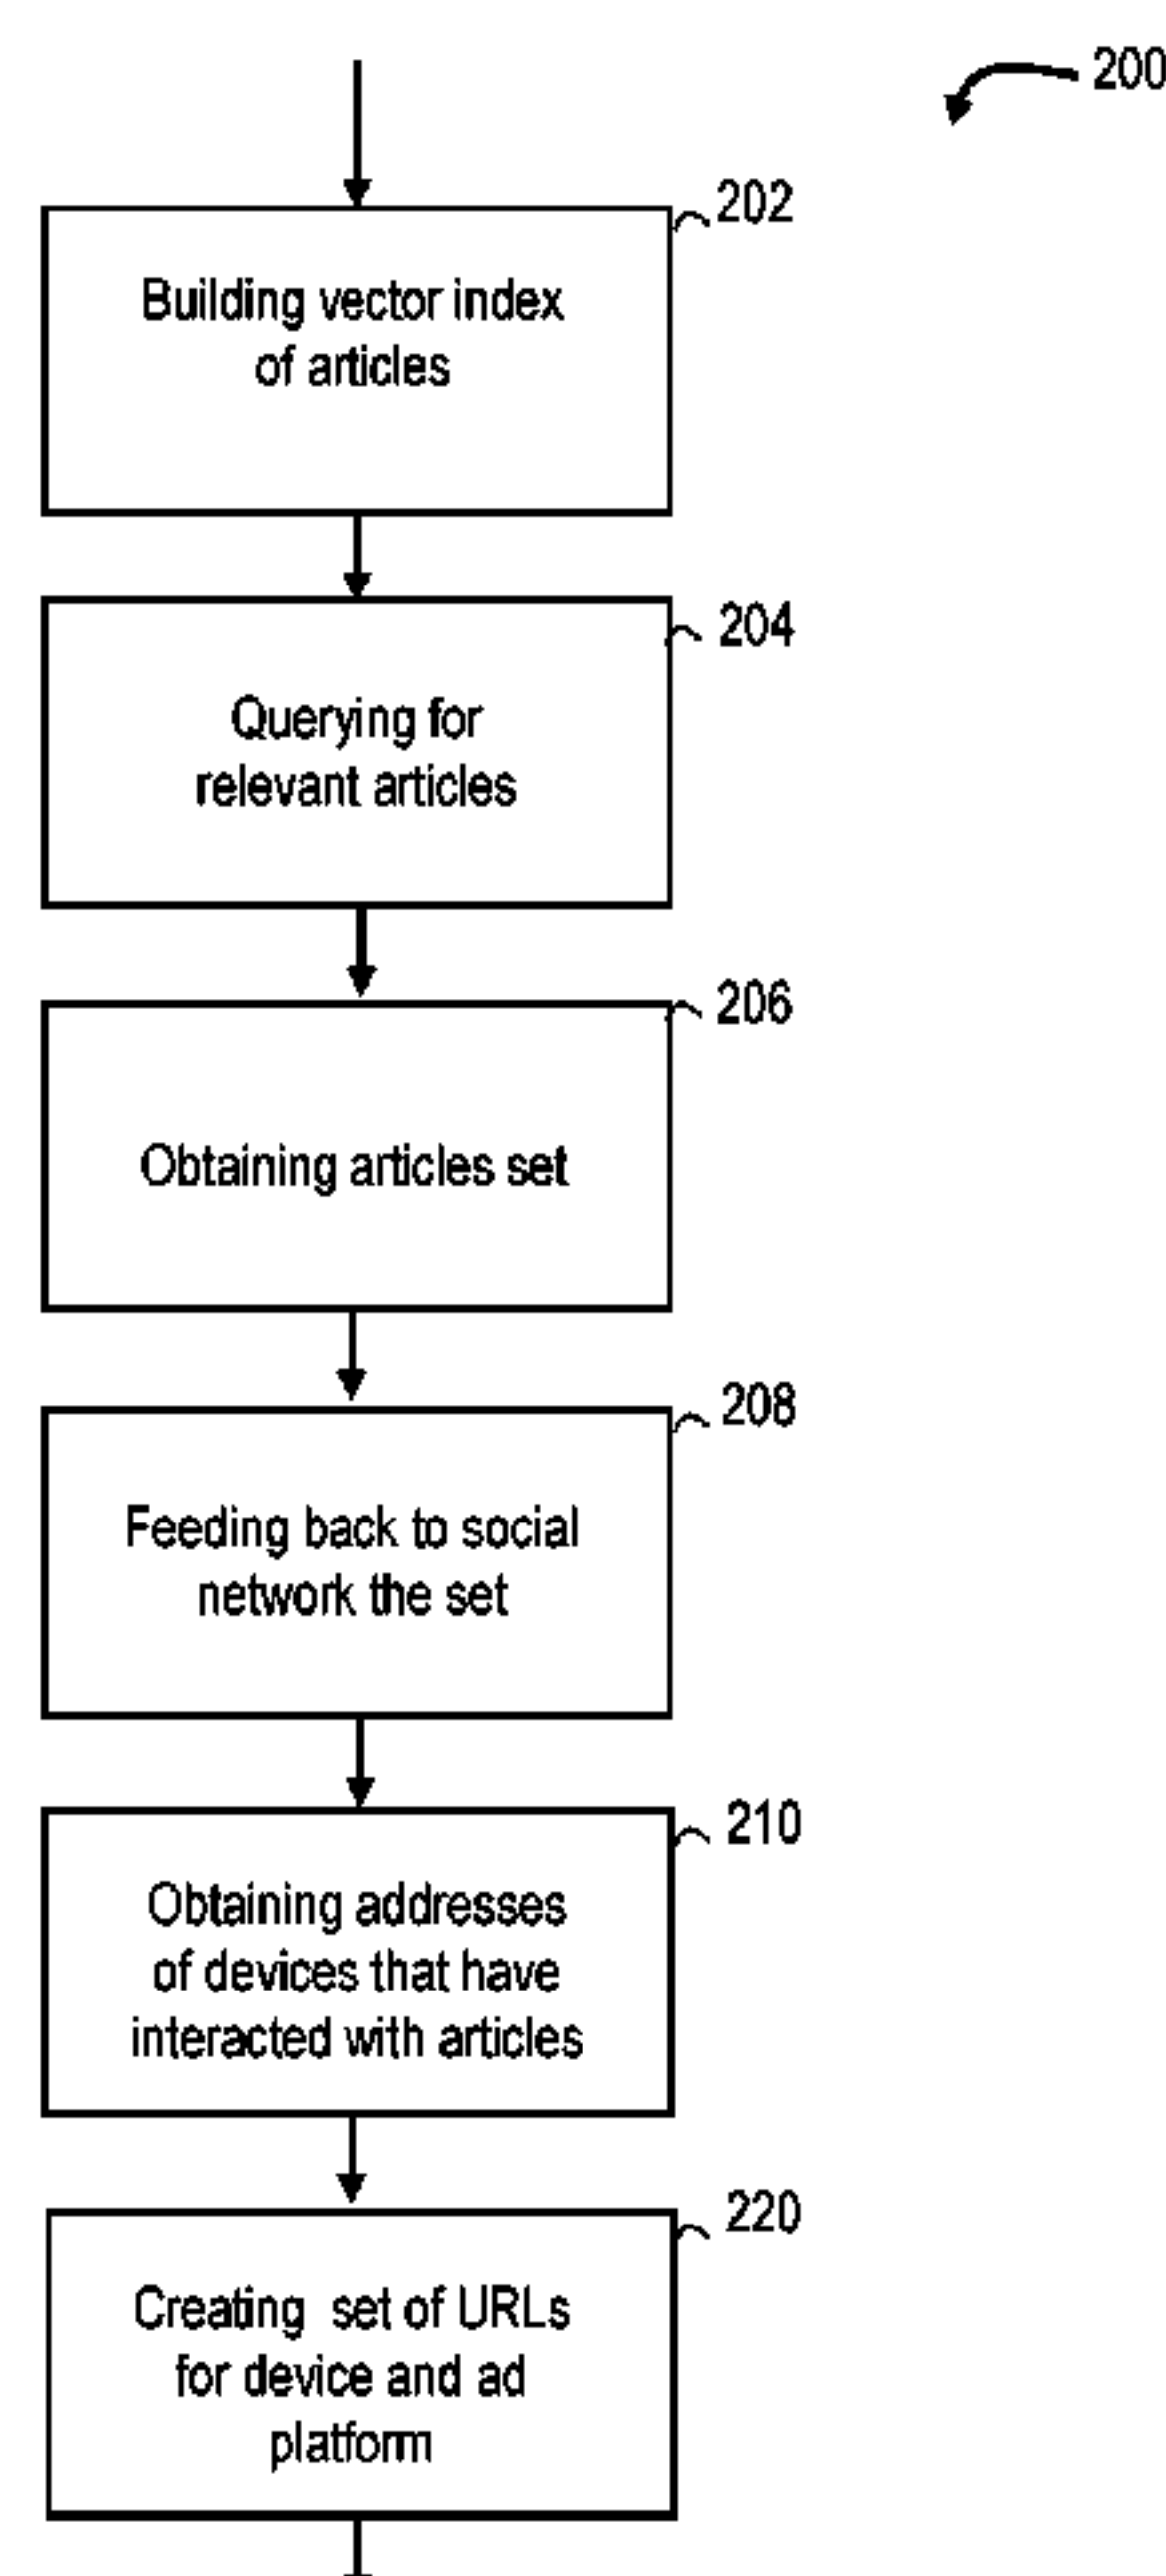 200
202
Building vector index
of articles
204
Querying for
relevant articles
206
Obtaining articles set
208
Feeding back to social
network the set
210
Obtaining addresses
of devices that have
interacted with articles
220
Creating set of URLs
for device and ad
platform